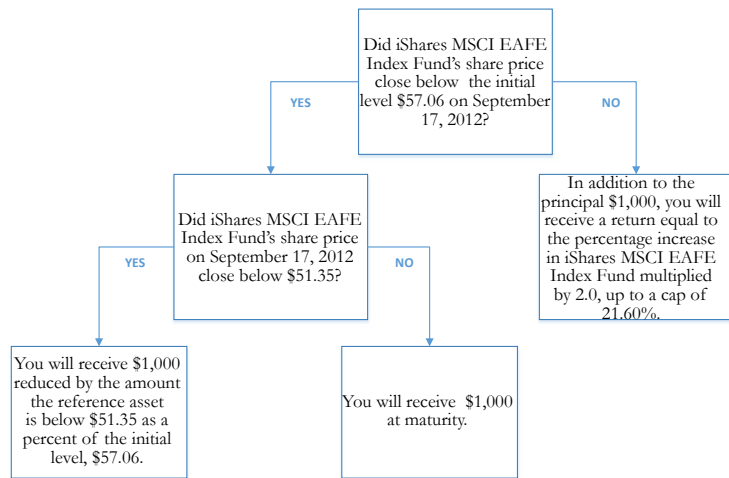 Did iShares MSCI EAFE
Index Fund's share price
close below the initial
level $57.06 on September
17, 2012?
YES
NO
Did iShares MSCI EAFE
Index Fund's share price
on September 17, 2012
close below $51.35?
In addition to the
principal $1,000, you will
receive a return equal to
the percentage increase
in iShares MSCI EAFE
Index Fund multiplied
by 2.0, up to a cap of
21.60%.
YES
NO
You will receive $1,000
reduced by the amount
the reference asset
is below $51.35 as a
percent of the initial
level, $57.06.
You will receive $1,000
at maturity.